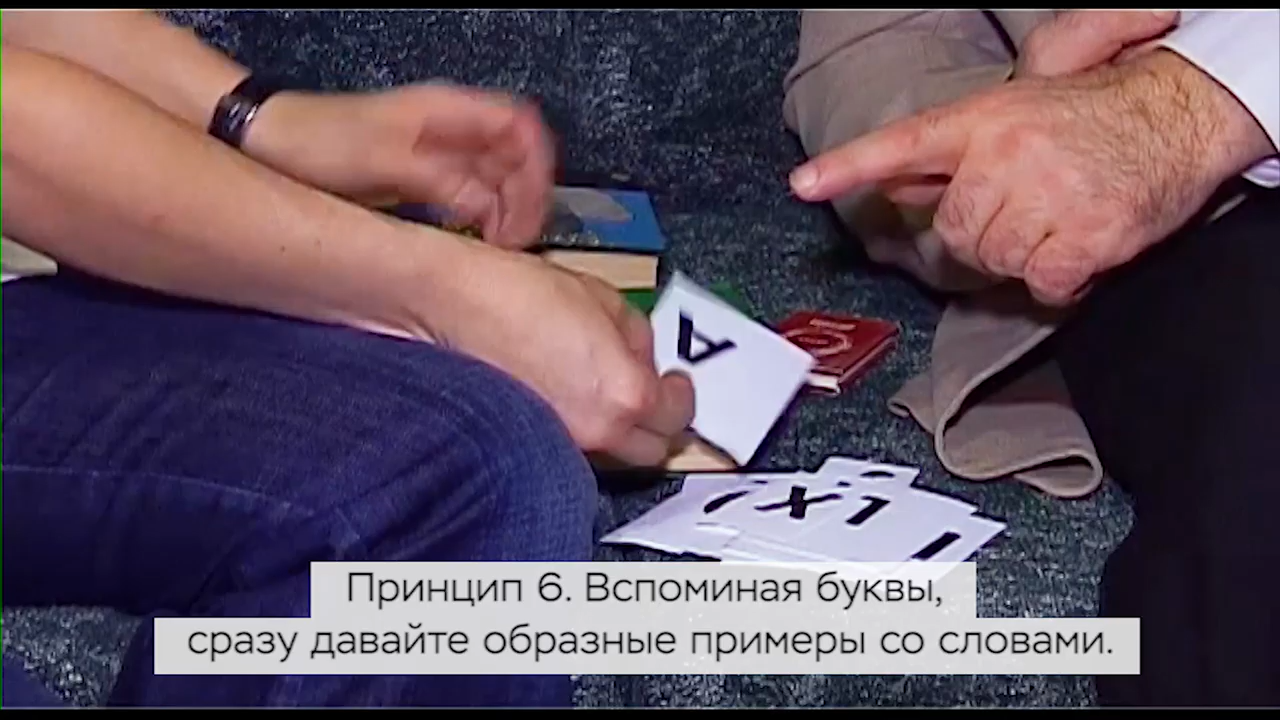 А
Принцип 6. Вспоминая буквы,
сразу давайте образные примеры со словами.